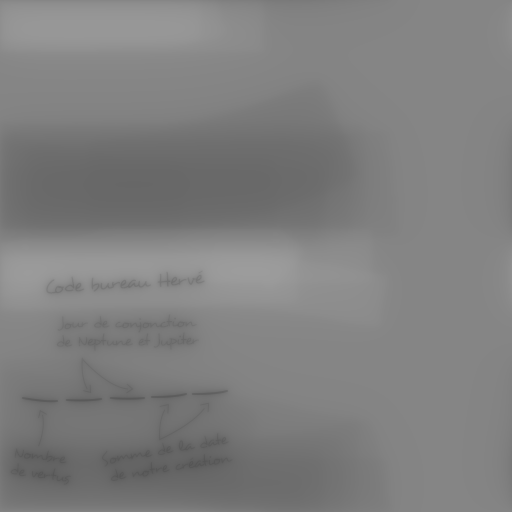 Code bureau Hervé
Jour de conjonction
de Neptune et Jupiter
Nombre
de vertus
Somme de la date
de notre création